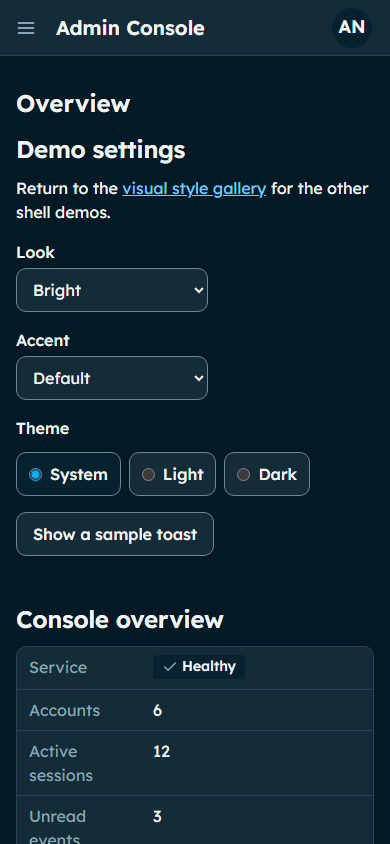 Admin Console
AN
Overview
Demo settings
Return to the visual style gallery for the other
shell demos.
Look
Bright
Accent
Default
Theme
System
Light
Dark
Show a sample toast
Console overview
Service
Healthy
Accounts
6
Active
sessions
12
Unread
events
3